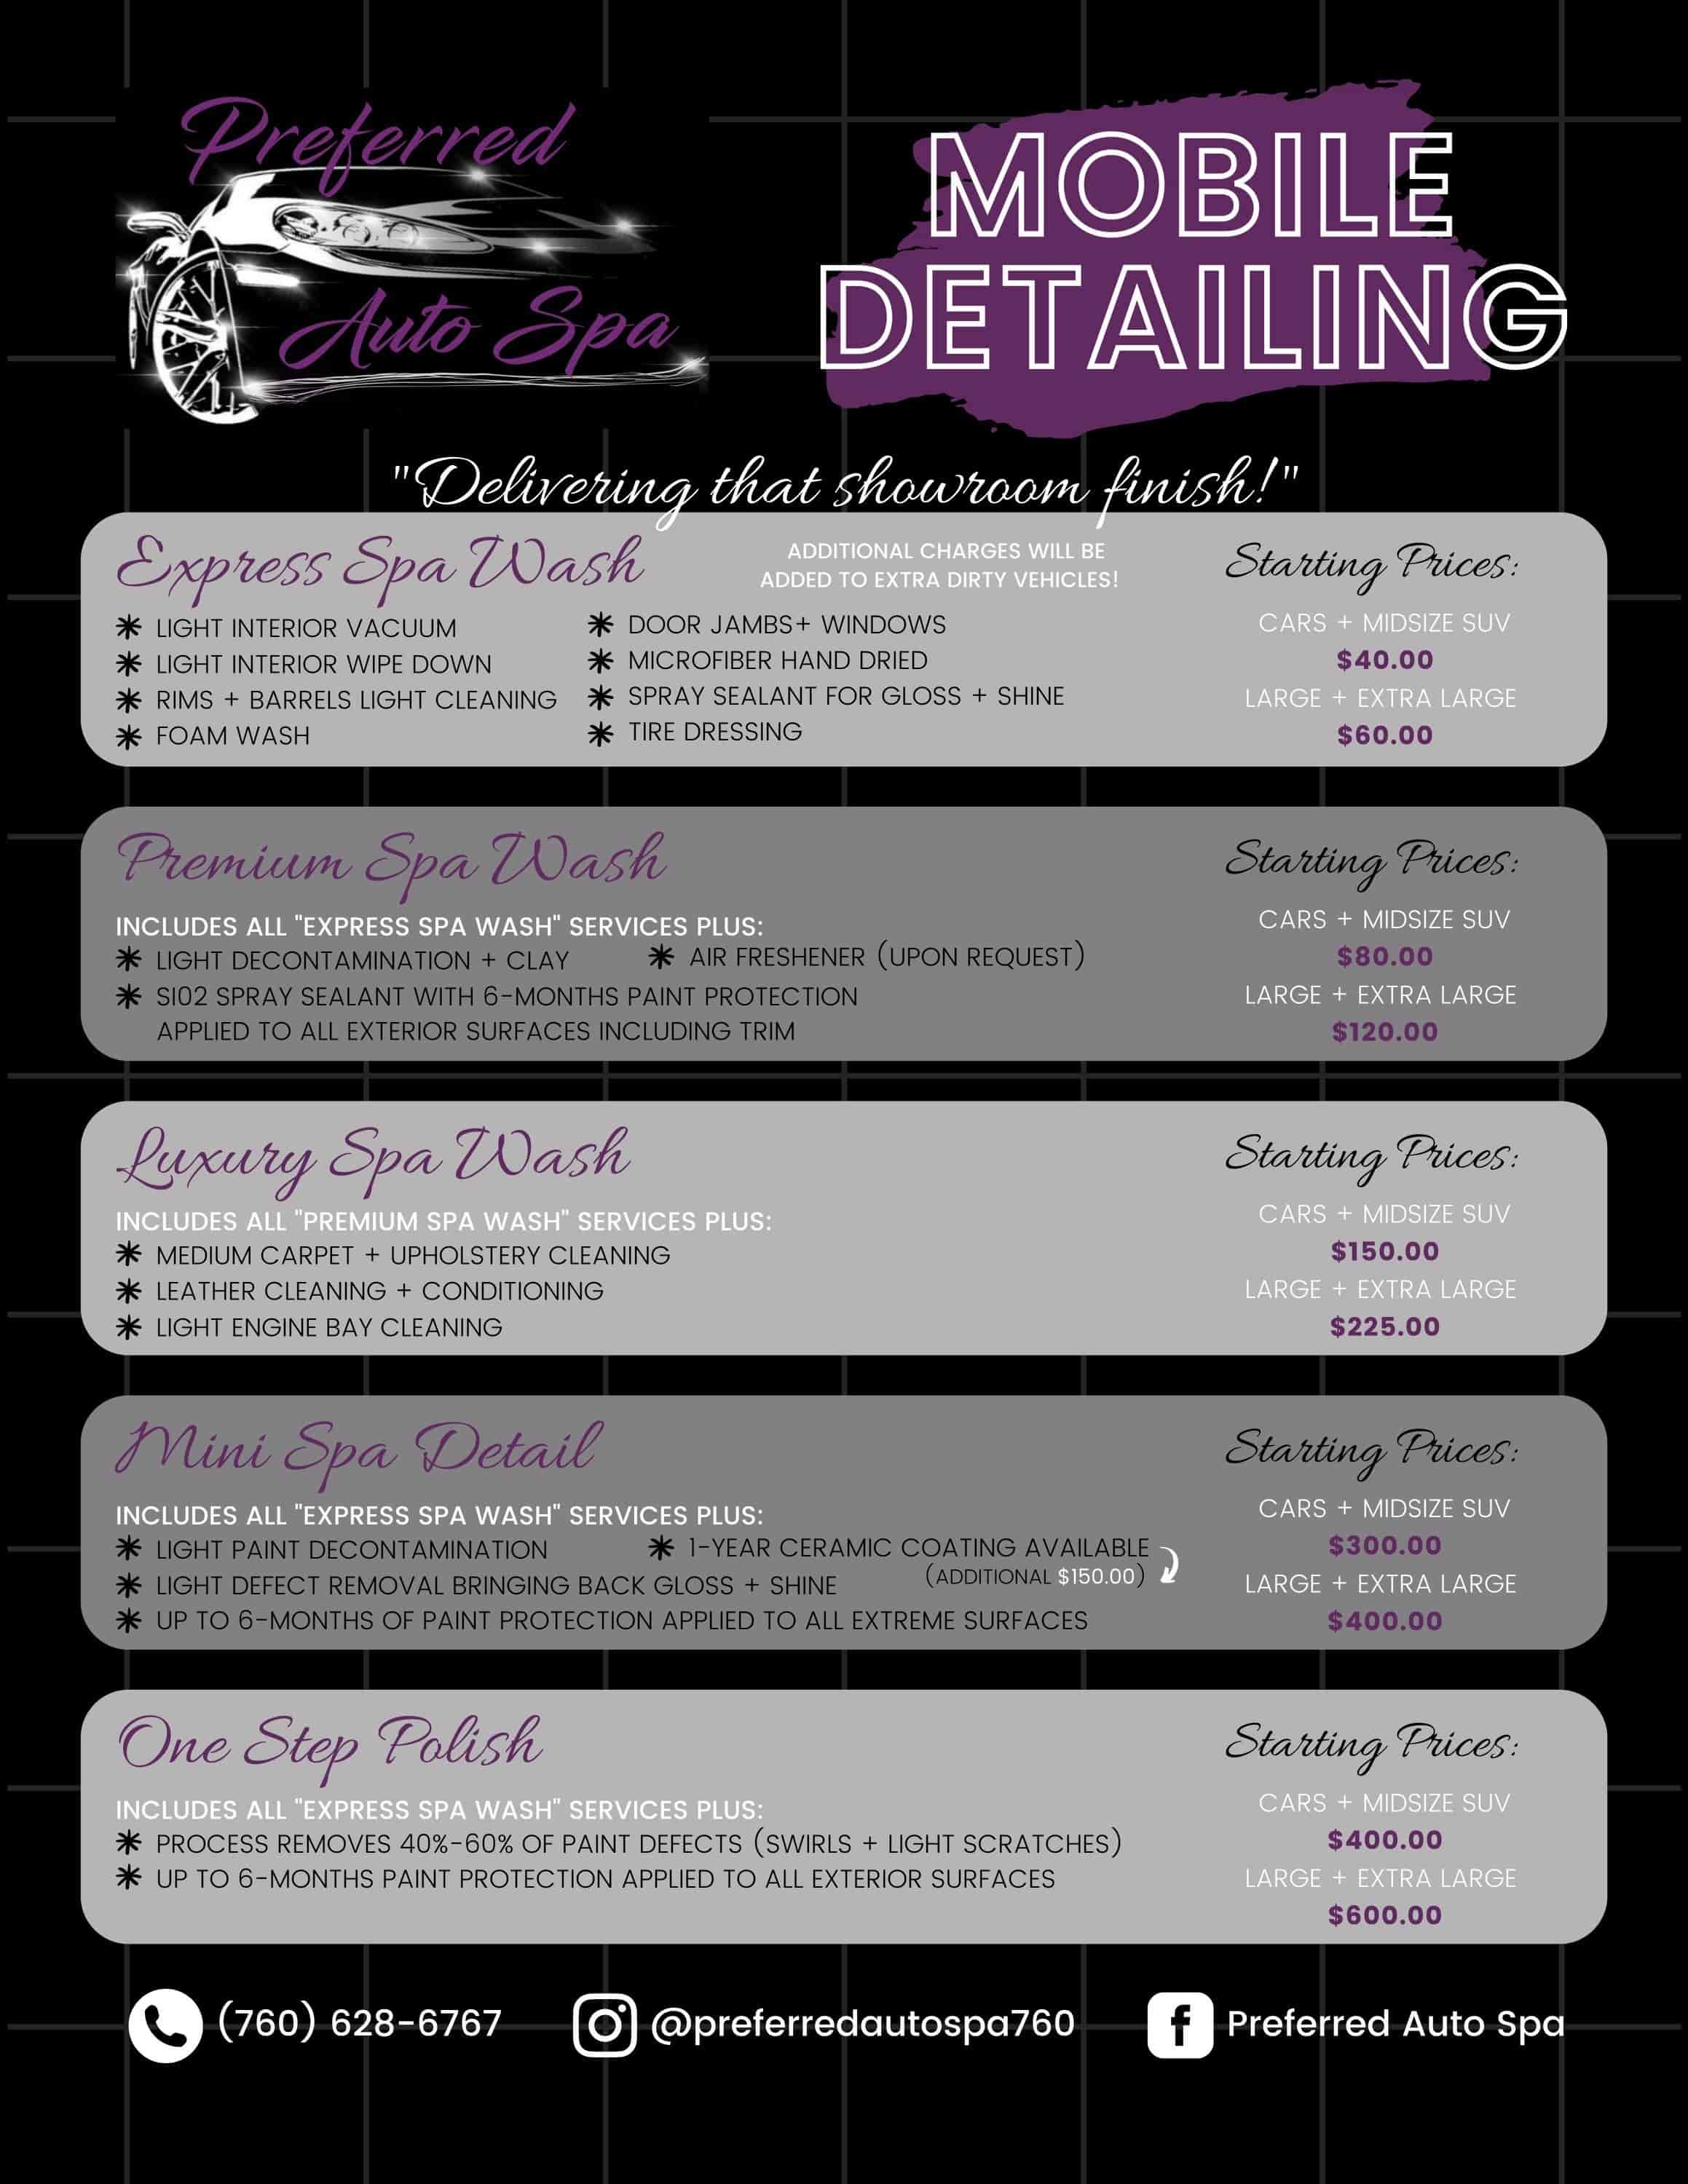 Preferred
Auto Spa
MOBILE
DETAILING
"Delivering that showroom finish!"
Express Spa Wash
ADDITIONAL CHARGES WILL BE
ADDED TO EXTRA DIRTY VEHICLES!
LIGHT INTERIOR VACUUM
LIGHT INTERIOR WIPE DOWN
RIMS + BARRELS LIGHT CLEANING
FOAM WASH
DOOR JAMBS+ WINDOWS
MICROFIBER HAND DRIED
SPRAY SEALANT FOR GLOSS + SHINE
TIRE DRESSING
Starting Prices:
CARS + MIDSIZE SUV
$40.00
LARGE + EXTRA LARGE
$60.00
Premium Spa Wash
INCLUDES ALL "EXPRESS SPA WASH" SERVICES PLUS:
LIGHT DECONTAMINATION + CLAY
AIR FRESHENER (UPON REQUEST)
SI02 SPRAY SEALANT WITH 6-MONTHS PAINT PROTECTION
APPLIED TO ALL EXTERIOR SURFACES INCLUDING TRIM
Starting Prices:
CARS + MIDSIZE SUV
$80.00
LARGE + EXTRA LARGE
$120.00
Luxury Spa Wash
INCLUDES ALL "PREMIUM SPA WASH" SERVICES PLUS:
MEDIUM CARPET + UPHOLSTERY CLEANING
LEATHER CLEANING + CONDITIONING
LIGHT ENGINE BAY CLEANING
Starting Prices:
CARS + MIDSIZE SUV
$150.00
LARGE + EXTRA LARGE
$225.00
Mini Spa Detail
INCLUDES ALL "EXPRESS SPA WASH" SERVICES PLUS:
LIGHT PAINT DECONTAMINATION
1-YEAR CERAMIC COATING AVAILABLE
(ADDITIONAL $150.00)
LIGHT DEFECT REMOVAL BRINGING BACK GLOSS + SHINE
UP TO 6-MONTHS OF PAINT PROTECTION APPLIED TO ALL EXTREME SURFACES
Starting Prices:
CARS + MIDSIZE SUV
$300.00
LARGE + EXTRA LARGE
$400.00
One Step Polish
INCLUDES ALL "EXPRESS SPA WASH" SERVICES PLUS:
PROCESS REMOVES 40%-60% OF PAINT DEFECTS (SWIRLS + LIGHT SCRATCHES)
UP TO 6-MONTHS PAINT PROTECTION APPLIED TO ALL EXTERIOR SURFACES
Starting Prices:
CARS + MIDSIZE SUV
$400.00
LARGE + EXTRA LARGE
$600.00
(760) 628-6767
@preferredautospa760
Preferred Auto Spa